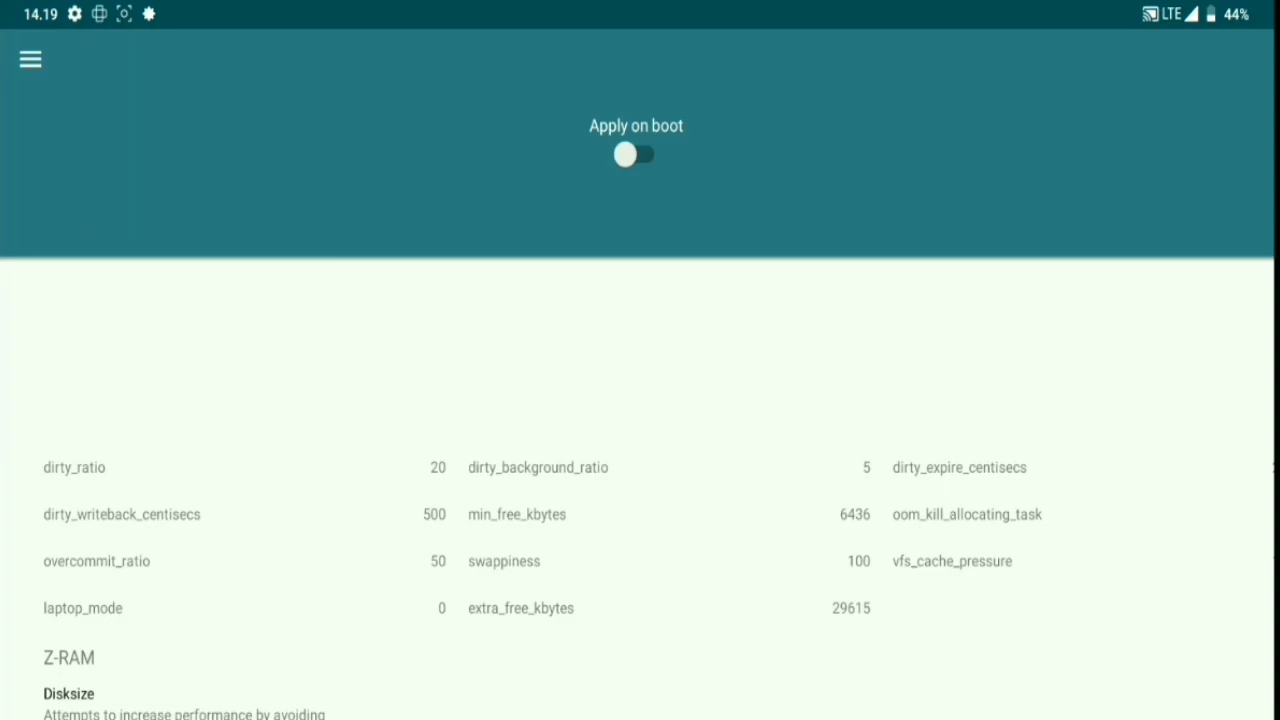 14.19 LTE 44%
Apply on boot
dirty_ratio 20 dirty_background_ratio 5 dirty_expire_centisecs
dirty_writeback_centisecs 500 min_free_kbytes 6436 oom_kill_allocating_task
overcommit_ratio 50 swappiness 100 vfs_cache_pressure
laptop_mode 0 extra_free_kbytes 29615
Z-RAM
Disksize
Attempts to increase performance by avoiding